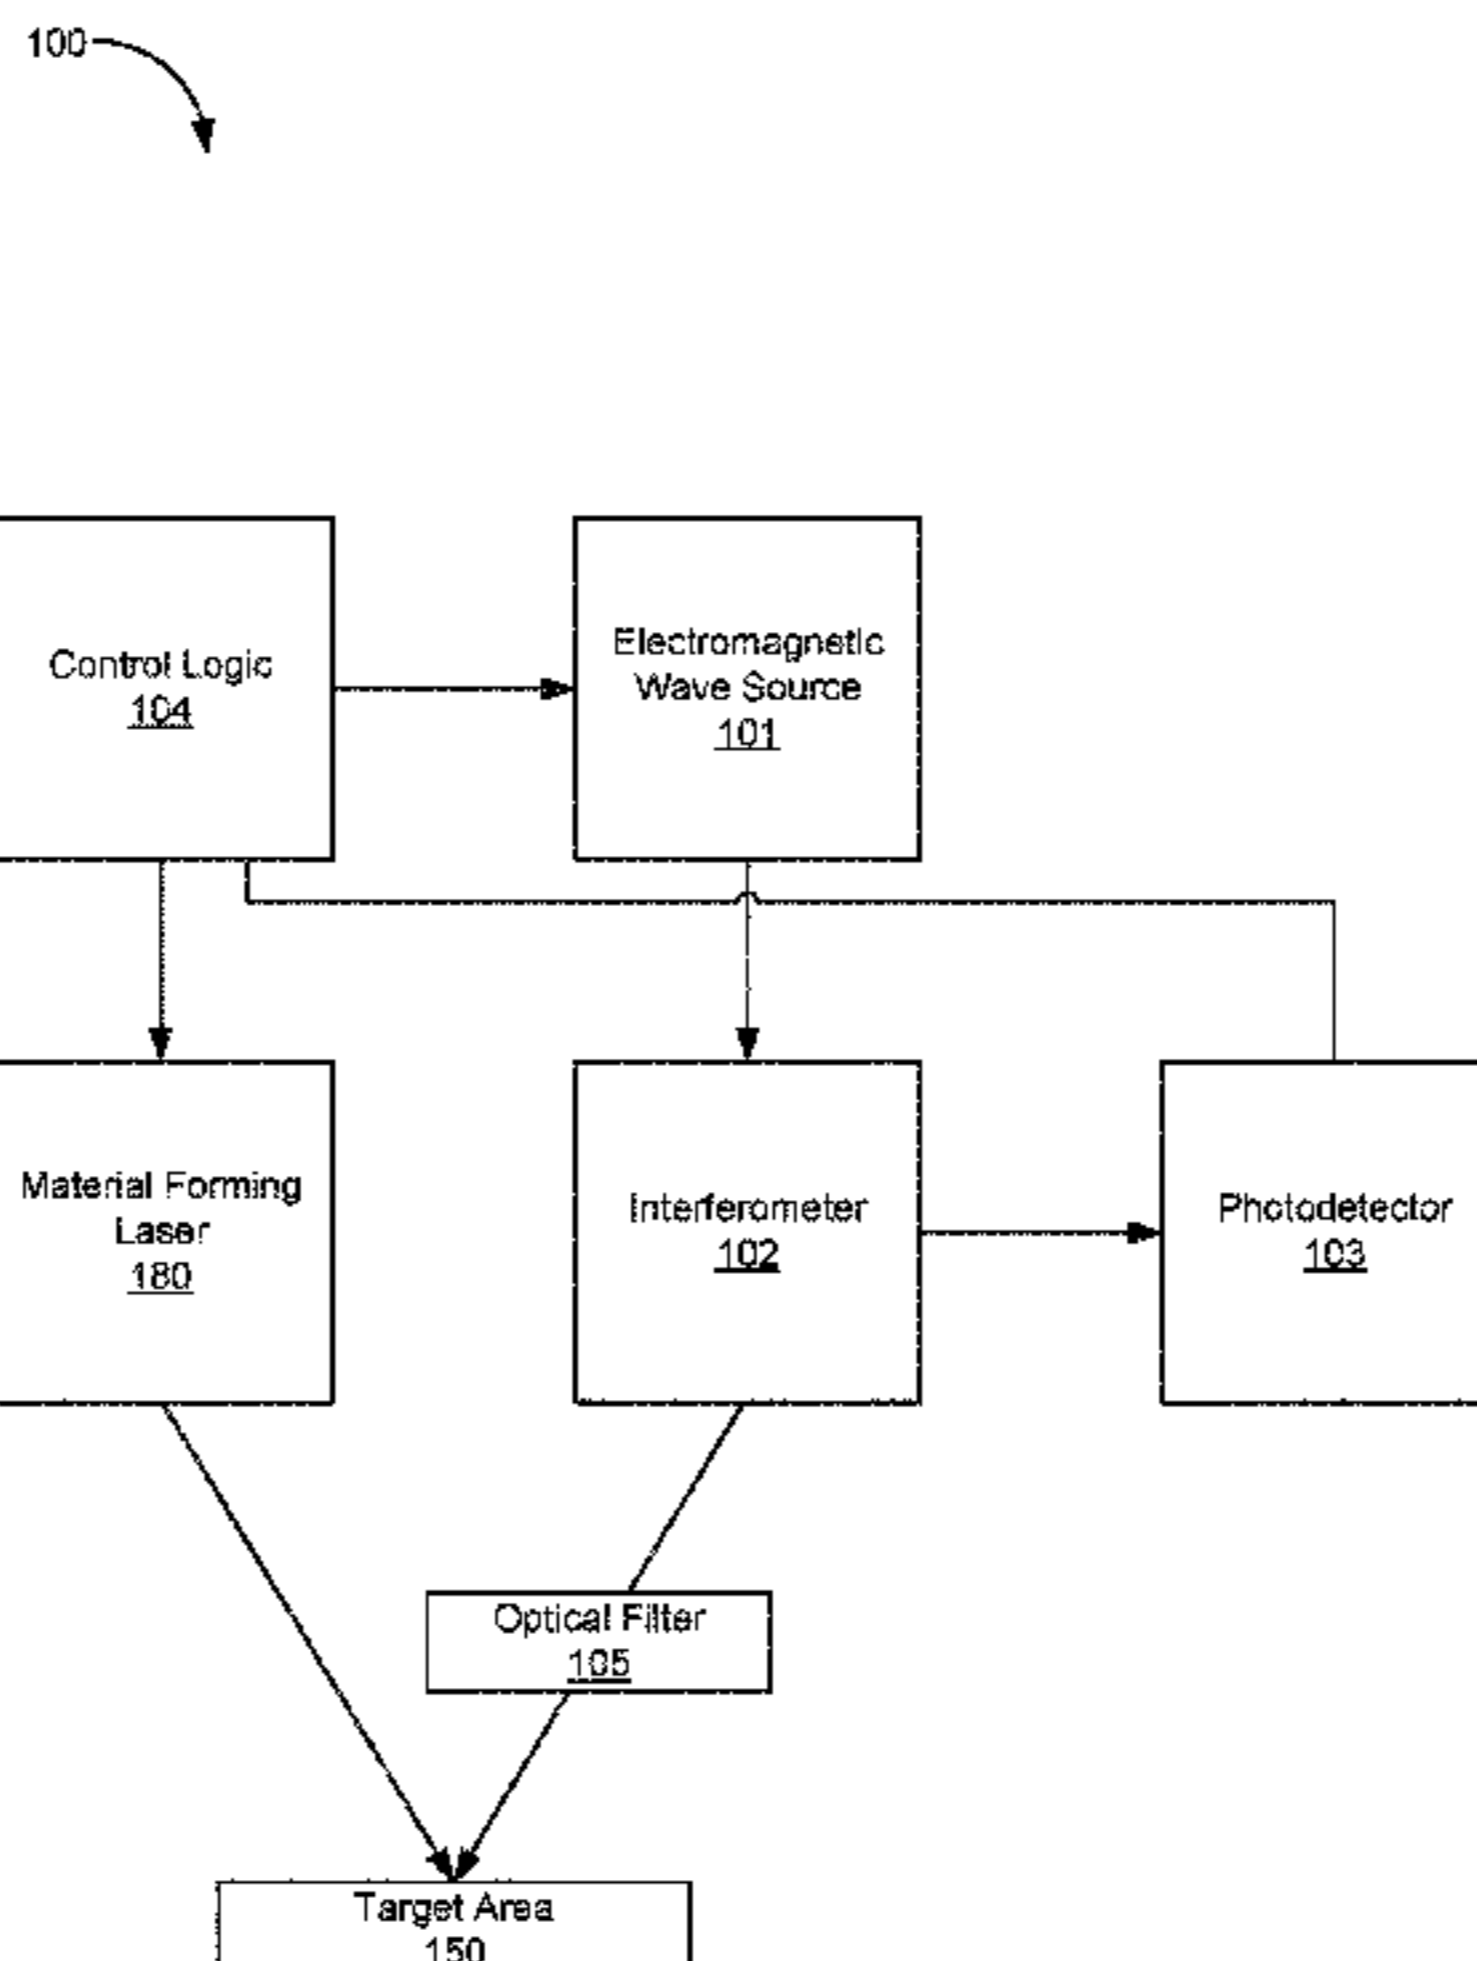 100
Control Logic
104
Electromagnetic
Wave Source
101
Material Forming
Laser
180
Interferometer
102
Photodetector
103
Optical Filter
105
Target Area
150